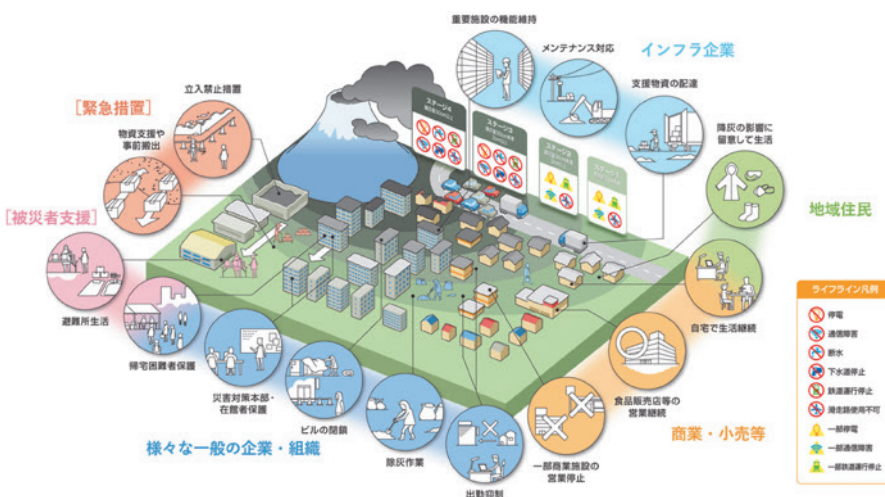 重要施設の機能維持
インフラ企業
メンテナンス対応
支援物資の配達
[緊急措置]
立入禁止措置
物資支援や
事前搬出
降灰の影響に
留意して生活
地域住民
[被災者支援]
ステージ4
ステージ3
ステージ2
避難所生活
帰宅困難者保護
災害対策本部・
在館者保護
ビルの閉鎖
様々な一般の企業・組織
除灰作業
出勤抑制
一部商業施設の
営業停止
食品販売店等の
営業継続
商業・小売等
自宅で生活継続
ライフライン凡例
停電
通信障害
断水
下水道停止
鉄道運行停止
滑走路使用不可
一部停電
一部通信障害
一部鉄道運行停止